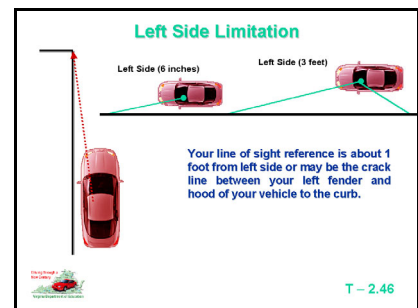 Left Side Limitation
Left Side (6 inches)
Left Side (3 feet)
Your line of sight reference is about 1
foot from left side or may be the crack
line between your left fender and
hood of your vehicle to the curb.
T – 2.46